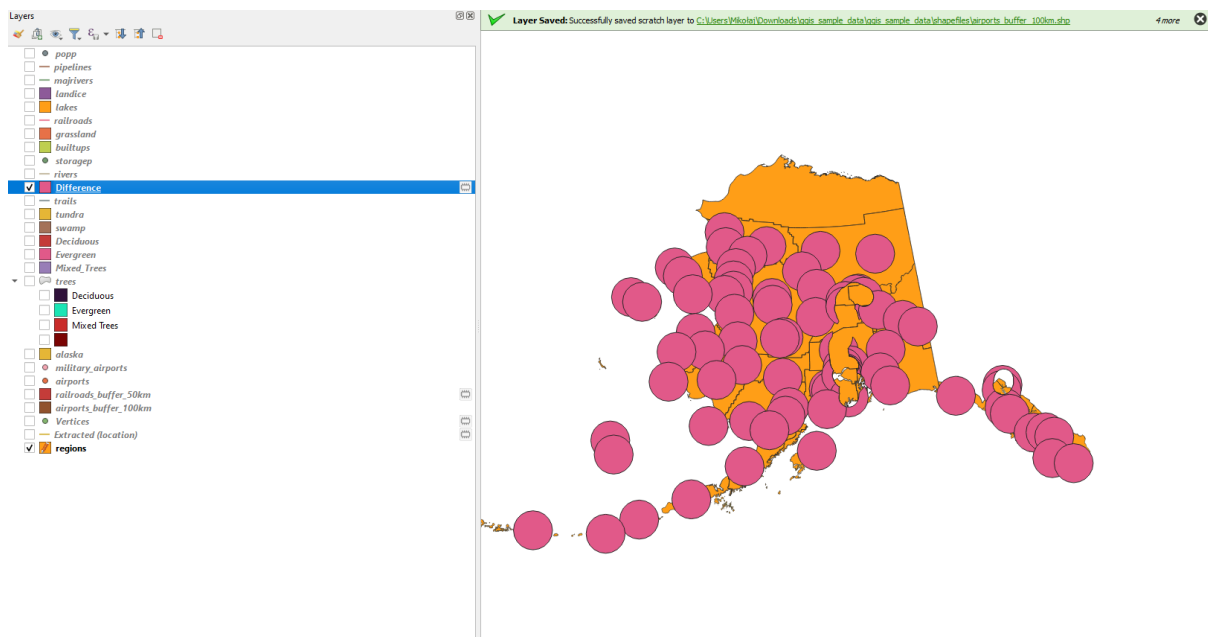 Layers
Layer Saved: Successfully saved scratch layer to C:\Users\Mikolaj\Downloads\qgis_sample_data\qgis_sample_data\shapefiles\airports_buffer_100km.shp 4 more
popp
pipelines
majrivers
landice
lakes
railroads
grassland
builtups
storagep
rivers
Difference
trails
tundra
swamp
Deciduous
Evergreen
Mixed_Trees
trees
Deciduous
Evergreen
Mixed Trees
alaska
military_airports
airports
railroads_buffer_50km
airports_buffer_100km
Vertices
Extracted (location)
regions